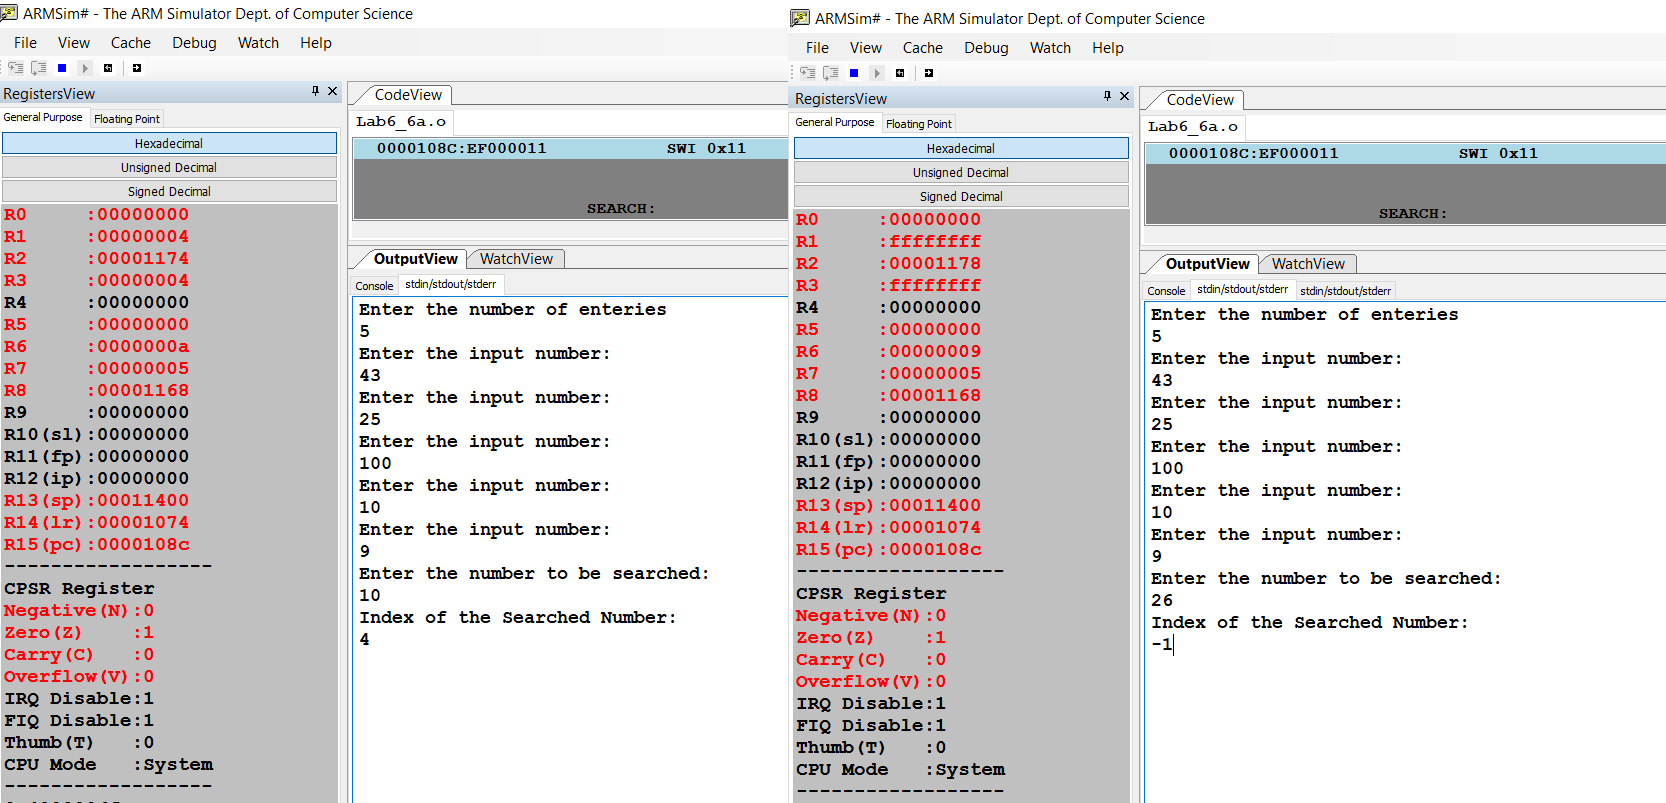 ARMSim# - The ARM Simulator Dept. of Computer Science
File View Cache Debug Watch Help
RegistersView
General Purpose Floating Point
Hexadecimal
Unsigned Decimal
Signed Decimal
R0 :00000000
R1 :00000004
R2 :00001174
R3 :00000004
R4 :00000000
R5 :00000000
R6 :0000000a
R7 :00000005
R8 :00001168
R9 :00000000
R10(sl):00000000
R11(fp):00000000
R12(ip):00000000
R13(sp):00011400
R14(lr):00001074
R15(pc):0000108c
------------------
CPSR Register
Negative(N):0
Zero(Z) :1
Carry(C) :0
Overflow(V):0
IRQ Disable:1
FIQ Disable:1
Thumb(T) :0
CPU Mode :System
------------------
CodeView
Lab6_6a.o
0000108C:EF000011 SWI 0x11
SEARCH:
OutputView WatchView
Console stdin/stdout/stderr
Enter the number of enteries
5
Enter the input number:
43
Enter the input number:
25
Enter the input number:
100
Enter the input number:
10
Enter the input number:
9
Enter the number to be searched:
10
Index of the Searched Number:
4
ARMSim# - The ARM Simulator Dept. of Computer Science
File View Cache Debug Watch Help
RegistersView
General Purpose Floating Point
Hexadecimal
Unsigned Decimal
Signed Decimal
R0 :00000000
R1 :ffffffff
R2 :00001178
R3 :ffffffff
R4 :00000000
R5 :00000000
R6 :00000009
R7 :00000005
R8 :00001168
R9 :00000000
R10(sl):00000000
R11(fp):00000000
R12(ip):00000000
R13(sp):00011400
R14(lr):00001074
R15(pc):0000108c
------------------
CPSR Register
Negative(N):0
Zero(Z) :1
Carry(C) :0
Overflow(V):0
IRQ Disable:1
FIQ Disable:1
Thumb(T) :0
CPU Mode :System
------------------
CodeView
Lab6_6a.o
0000108C:EF000011 SWI 0x11
SEARCH:
OutputView WatchView
Console stdin/stdout/stderr stdin/stdout/stderr
Enter the number of enteries
5
Enter the input number:
43
Enter the input number:
25
Enter the input number:
100
Enter the input number:
10
Enter the input number:
9
Enter the number to be searched:
26
Index of the Searched Number:
-1